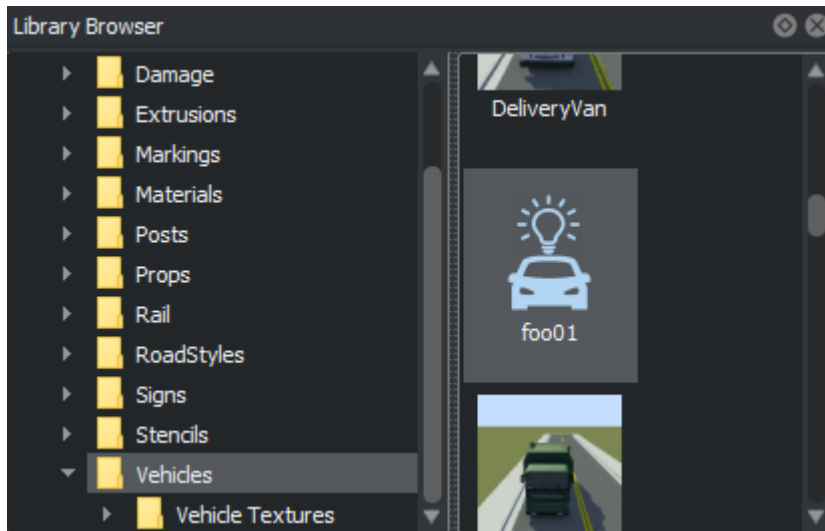 Library Browser
Damage
Extrusions
Markings
Materials
Posts
Props
Rail
RoadStyles
Signs
Stencils
Vehicles
Vehicle Textures
DeliveryVan
foo01